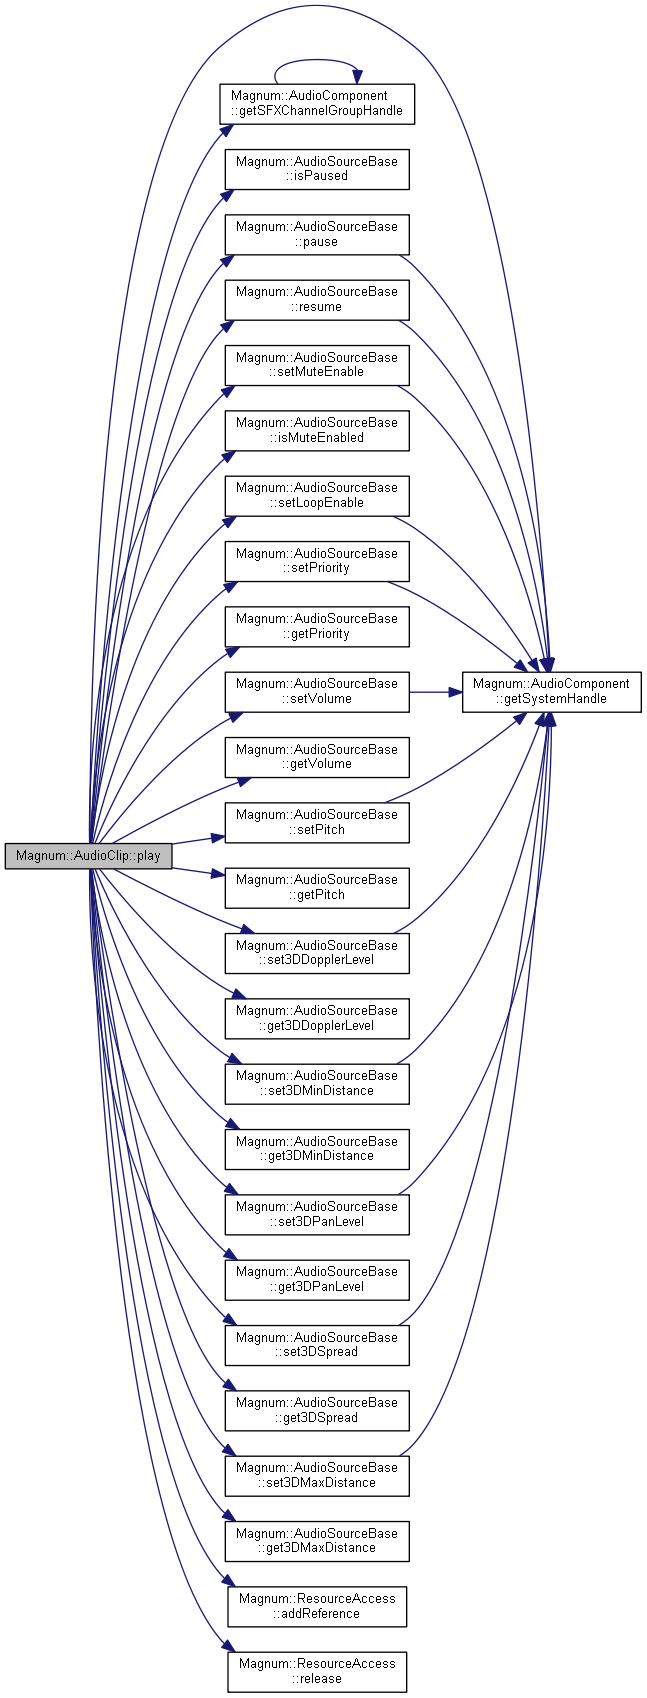 Magnum::AudioComponent
::getSFXChannelGroupHandle
Magnum::AudioSourceBase
::isPaused
Magnum::AudioSourceBase
::pause
Magnum::AudioSourceBase
::resume
Magnum::AudioSourceBase
::setMuteEnable
Magnum::AudioSourceBase
::isMuteEnabled
Magnum::AudioSourceBase
::setLoopEnable
Magnum::AudioSourceBase
::setPriority
Magnum::AudioSourceBase
::getPriority
Magnum::AudioSourceBase
::setVolume
Magnum::AudioComponent
::getSystemHandle
Magnum::AudioSourceBase
::getVolume
Magnum::AudioSourceBase
::setPitch
Magnum::AudioClip::play
Magnum::AudioSourceBase
::getPitch
Magnum::AudioSourceBase
::set3DDopplerLevel
Magnum::AudioSourceBase
::get3DDopplerLevel
Magnum::AudioSourceBase
::set3DMinDistance
Magnum::AudioSourceBase
::get3DMinDistance
Magnum::AudioSourceBase
::set3DPanLevel
Magnum::AudioSourceBase
::get3DPanLevel
Magnum::AudioSourceBase
::set3DSpread
Magnum::AudioSourceBase
::get3DSpread
Magnum::AudioSourceBase
::set3DMaxDistance
Magnum::AudioSourceBase
::get3DMaxDistance
Magnum::ResourceAccess
::addReference
Magnum::ResourceAccess
::release